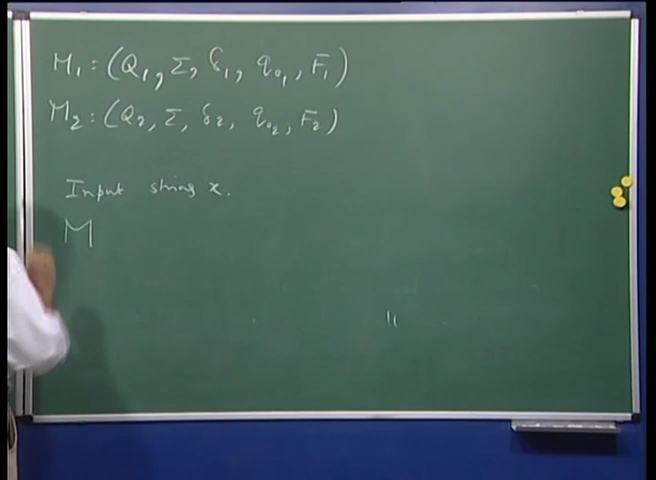 M₁ = (Q₁, Σ, δ₁, q₀₁, F₁)
M₂ : (Q₂, Σ, δ₂, q₀₂, F₂)
Input string x.
M